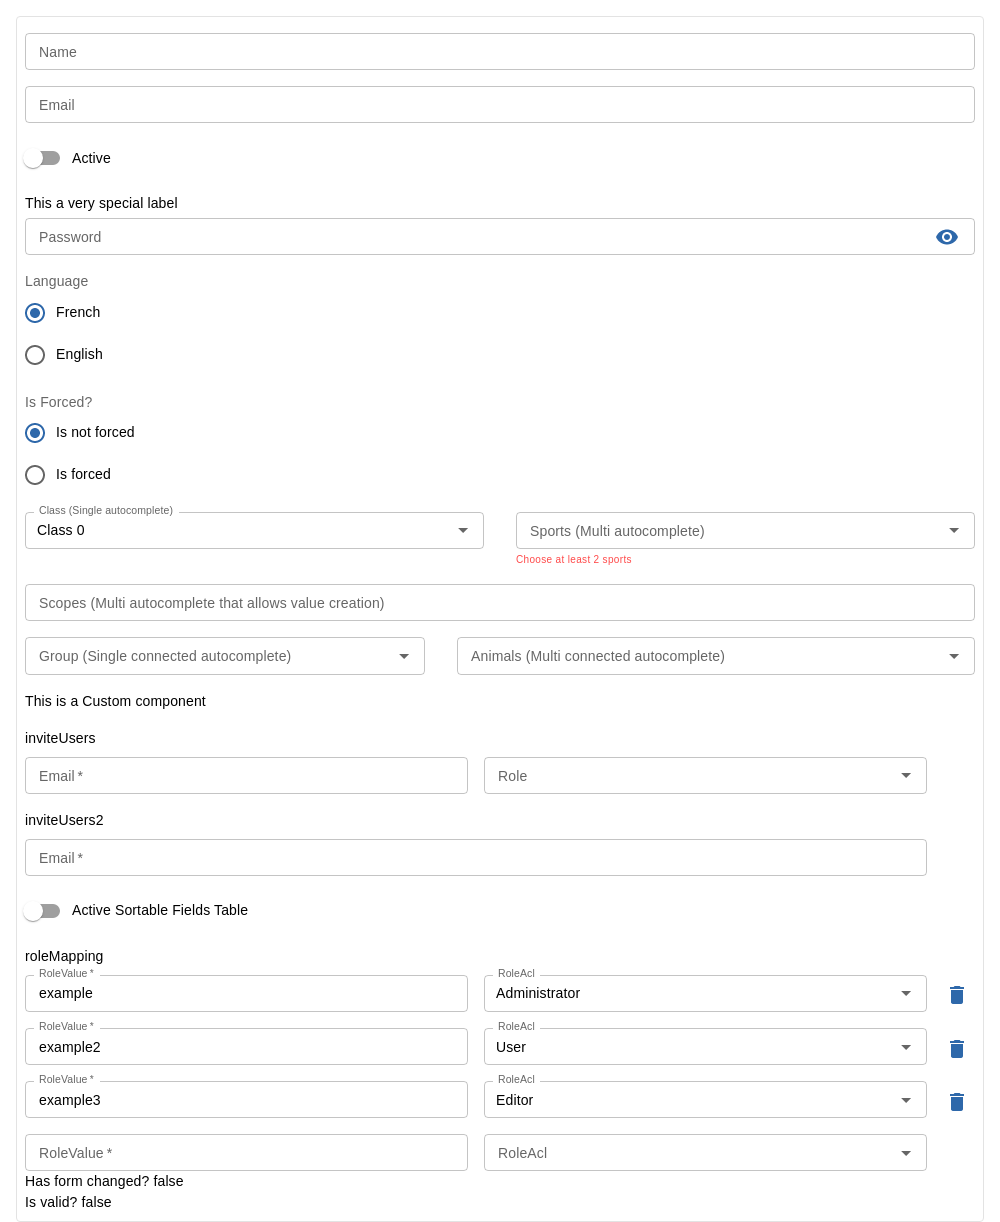 Name
Email
Active
This a very special label
Password
Language
French
English
Is Forced?
Is not forced
Is forced
Class (Single autocomplete)
Class 0
Sports (Multi autocomplete)
Choose at least 2 sports
Scopes (Multi autocomplete that allows value creation)
Group (Single connected autocomplete)
Animals (Multi connected autocomplete)
This is a Custom component
inviteUsers
Email *
Role
inviteUsers2
Email *
Active Sortable Fields Table
roleMapping
RoleValue *
example
RoleAcl
Administrator
RoleValue *
example2
RoleAcl
User
RoleValue *
example3
RoleAcl
Editor
RoleValue *
RoleAcl
Has form changed? false
Is valid? false